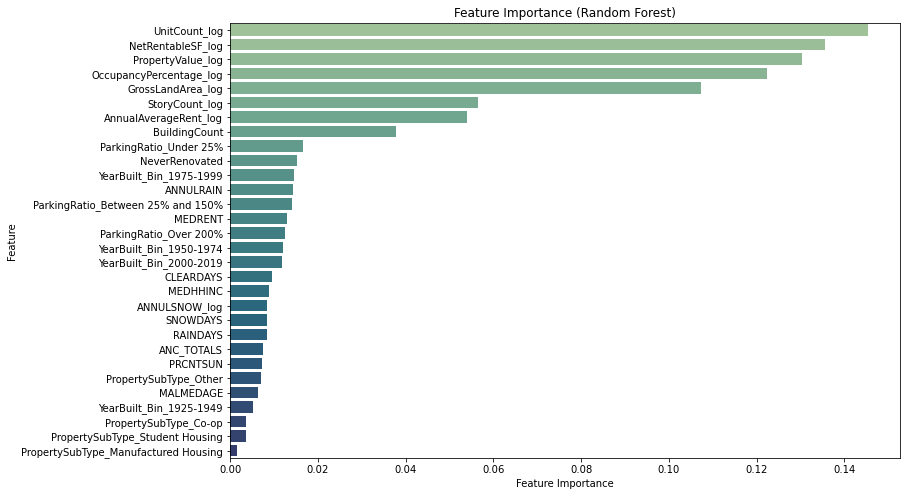 Feature Importance (Random Forest)
UnitCount_log
NetRentableSF_log
PropertyValue_log
OccupancyPercentage_log
GrossLandArea_log
StoryCount_log
AnnualAverageRent_log
BuildingCount
ParkingRatio_Under 25%
NeverRenovated
YearBuilt_Bin_1975-1999
ANNULRAIN
ParkingRatio_Between 25% and 150%
MEDRENT
ParkingRatio_Over 200%
YearBuilt_Bin_1950-1974
YearBuilt_Bin_2000-2019
CLEARDAYS
MEDHHINC
ANNULSNOW_log
SNOWDAYS
RAINDAYS
ANC_TOTALS
PRCNTSUN
PropertySubType_Other
MALMEDAGE
YearBuilt_Bin_1925-1949
PropertySubType_Co-op
PropertySubType_Student Housing
PropertySubType_Manufactured Housing
Feature
0.00 0.02 0.04 0.06 0.08 0.10 0.12 0.14
Feature Importance